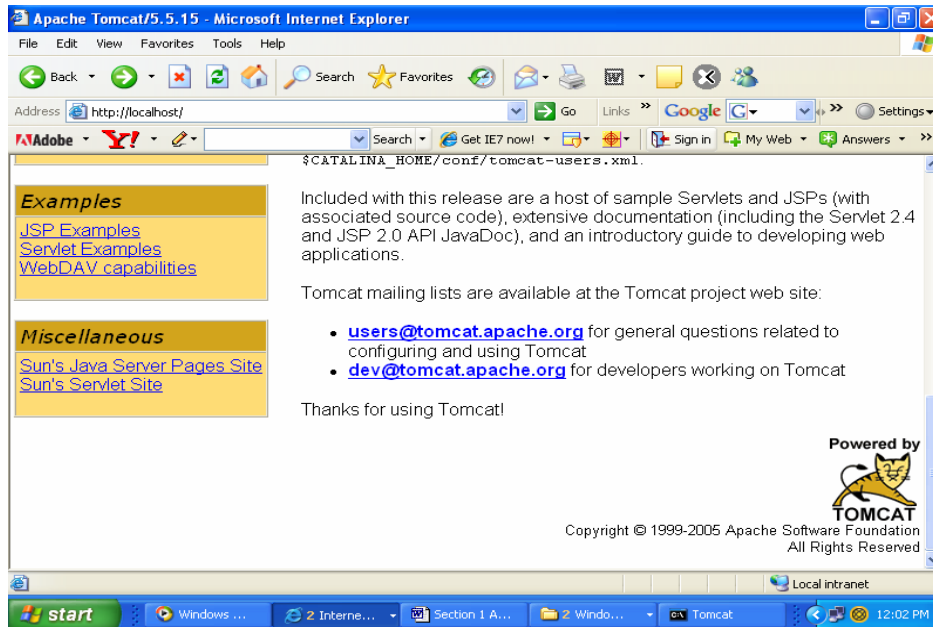 Apache Tomcat/5.5.15 - Microsoft Internet Explorer
File Edit View Favorites Tools Help
Back Search Favorites
Address http://localhost/ Go Links » Google G Settings
Adobe Y! Search Get IE7 now! Sign in My Web Answers »
$CATALINA_HOME/conf/tomcat-users.xml.
Examples
JSP Examples
Servlet Examples
WebDAV capabilities
Miscellaneous
Sun's Java Server Pages Site
Sun's Servlet Site
Included with this release are a host of sample Servlets and JSPs (with
associated source code), extensive documentation (including the Servlet 2.4
and JSP 2.0 API JavaDoc), and an introductory guide to developing web
applications.
Tomcat mailing lists are available at the Tomcat project web site:
• users@tomcat.apache.org for general questions related to
configuring and using Tomcat
• dev@tomcat.apache.org for developers working on Tomcat
Thanks for using Tomcat!
Powered by
TOMCAT
Copyright © 1999-2005 Apache Software Foundation
All Rights Reserved
Local intranet
start Windows ... 2 Interne... Section 1 A... 2 Windo... Tomcat 12:02 PM